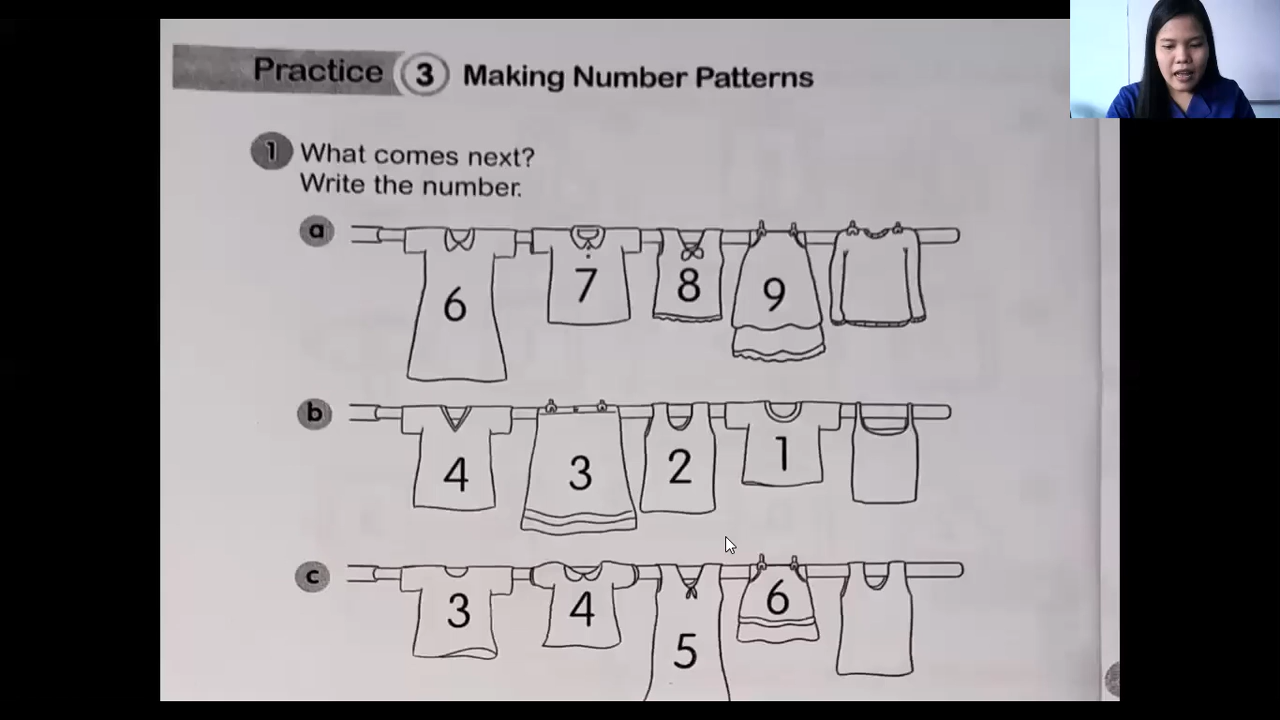 Practice 3 Making Number Patterns
1 What comes next?
Write the number.
a
6 7 8 9
b
4 3 2 1
c
3 4 5 6